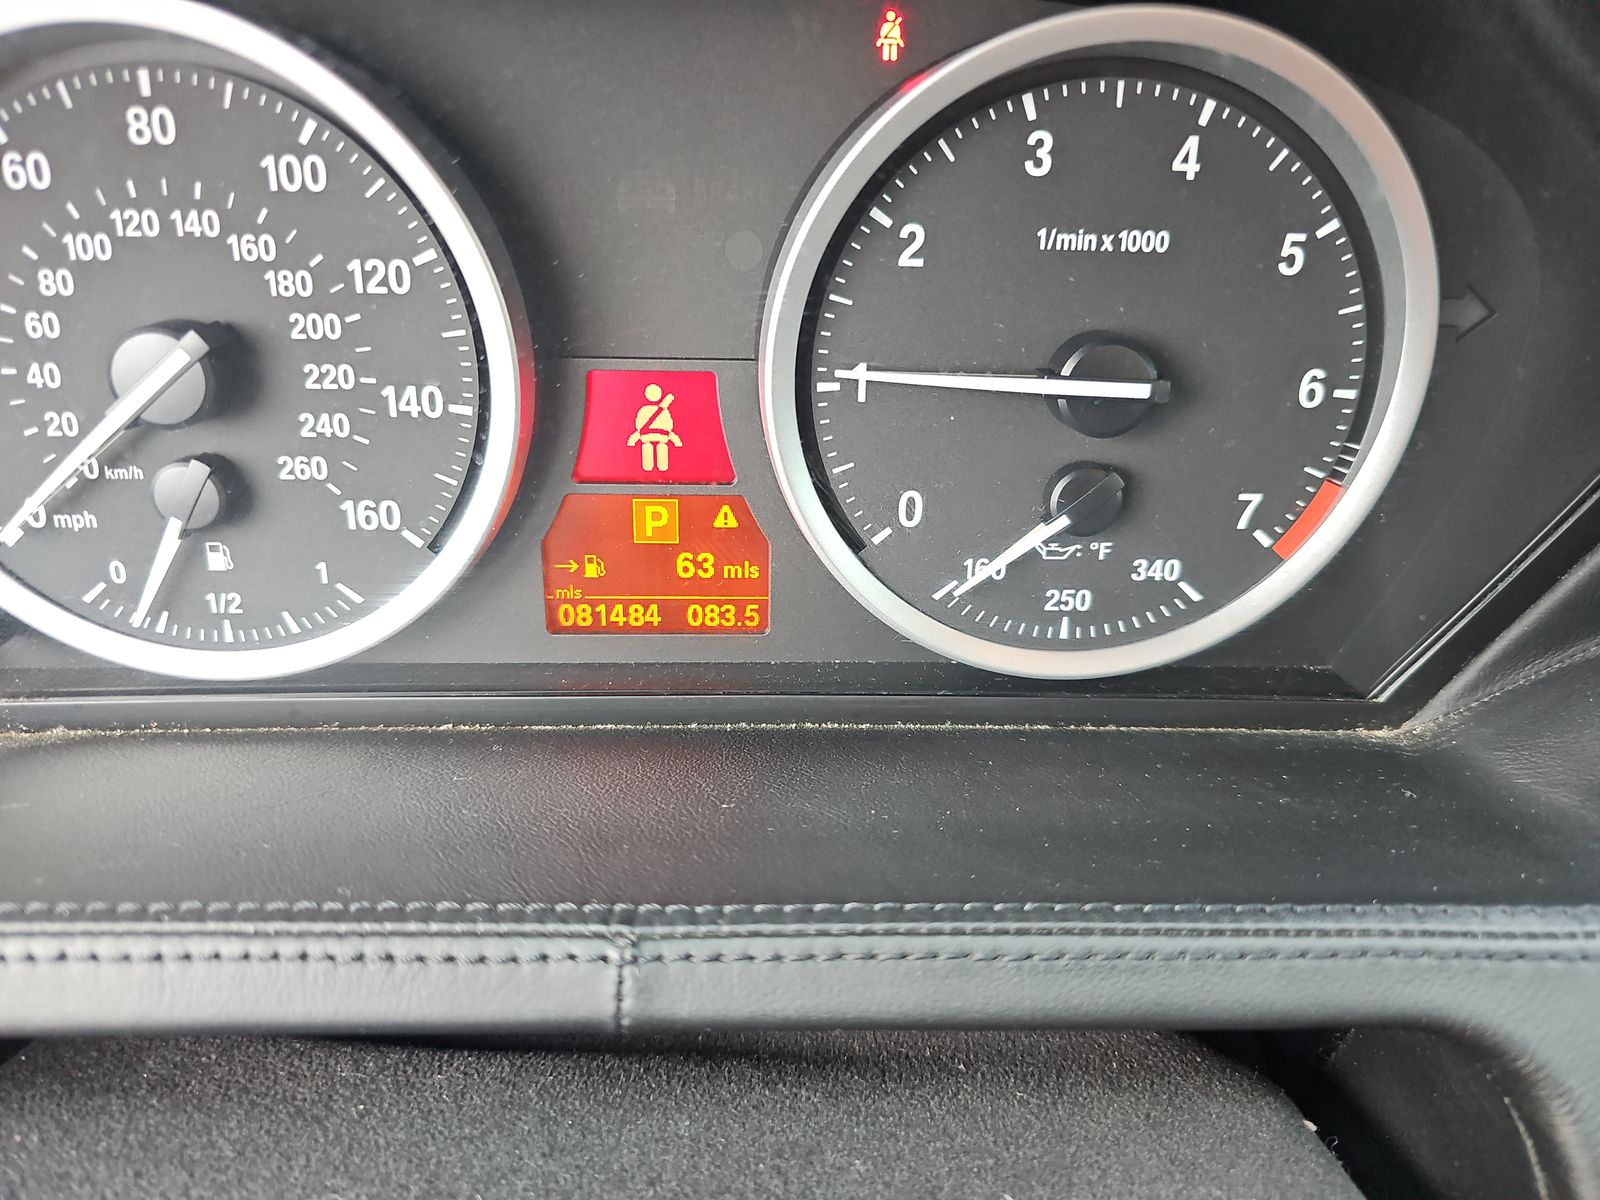 60 80 100 120 140 160
20 40 60 80 100 120 140 160 180 200 220 240 260
0 km/h
0 mph
0 1/2 1
P
63 mls
mls
081484 083.5
0 1 2 3 4 5 6 7
1/min x 1000
: °F
160 250 340